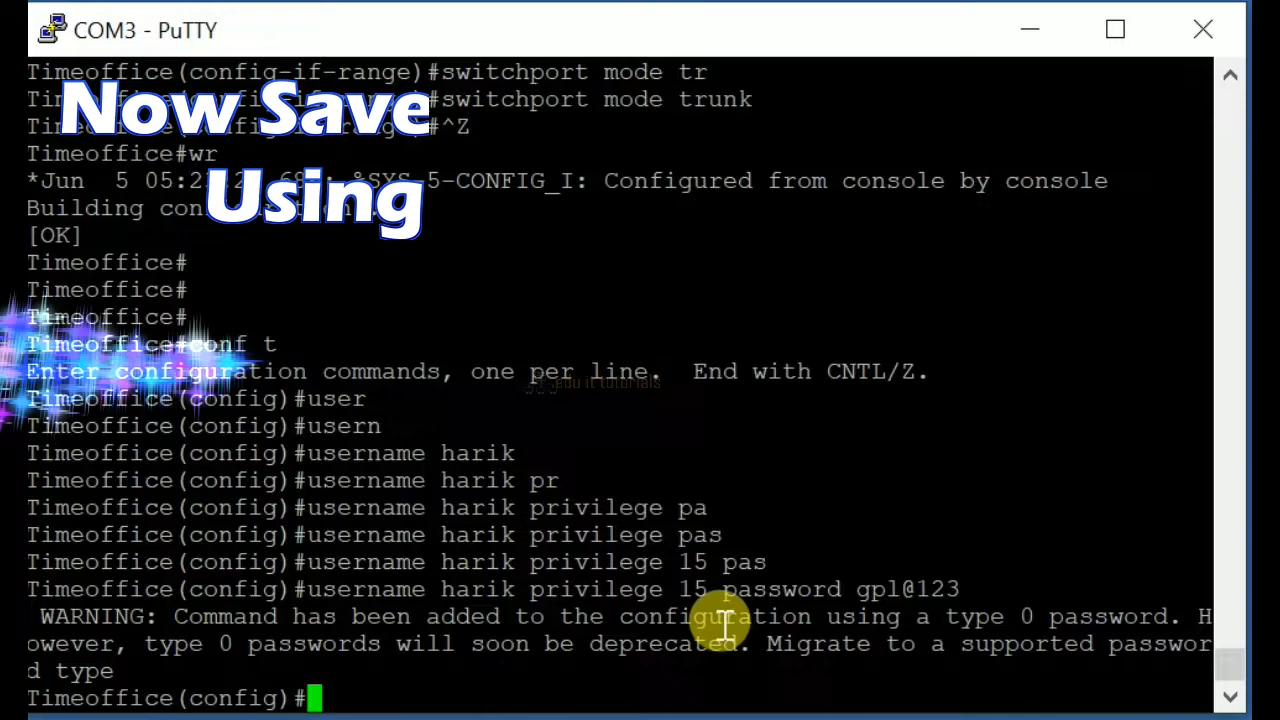 COM3 - PuTTY
Timeoffice(config-if-range)#switchport mode tr
Now Save
#switchport mode trunk
#^Z
Timeoffice#wr
*Jun 5 05: %SYS-5-CONFIG_I: Configured from console by console
Using
Building
[OK]
Timeoffice#
Timeoffice#
Timeoffice#
Timeoffice#conf t
Enter configuration commands, one per line. End with CNTL/Z.
edu it tutorials
Timeoffice(config)#user
Timeoffice(config)#usern
Timeoffice(config)#username harik
Timeoffice(config)#username harik pr
Timeoffice(config)#username harik privilege pa
Timeoffice(config)#username harik privilege pas
Timeoffice(config)#username harik privilege 15 pas
Timeoffice(config)#username harik privilege 15 password gpl@123
WARNING: Command has been added to the configuration using a type 0 password. H
owever, type 0 passwords will soon be deprecated. Migrate to a supported passwor
d type
Timeoffice(config)#